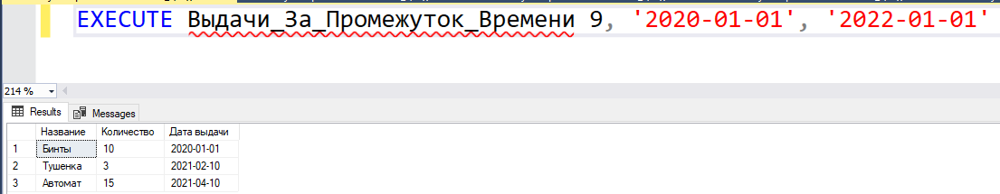 EXECUTE Выдачи_За_Промежуток_Времени 9, '2020-01-01', '2022-01-01'
214 %
Results Messages
Название Количество Дата выдачи
1 Бинты 10 2020-01-01
2 Тушенка 3 2021-02-10
3 Автомат 15 2021-04-10